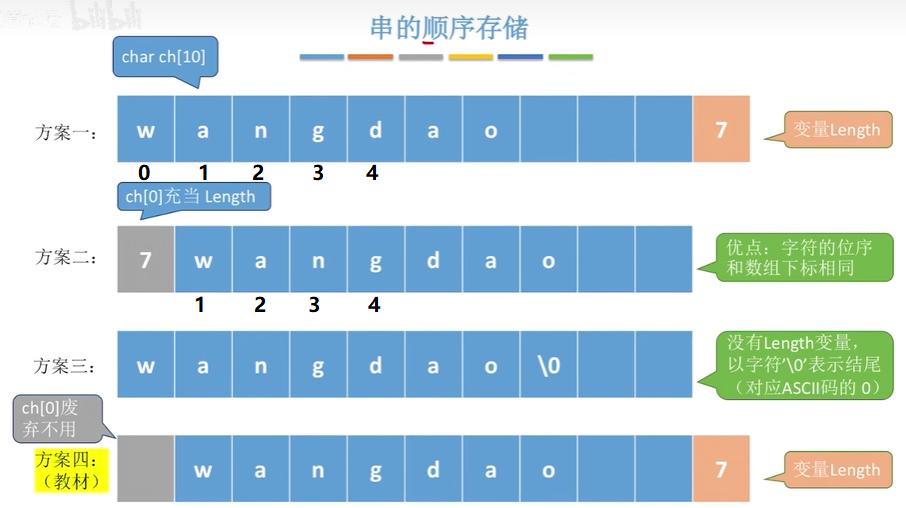 bilibili
串的顺序存储
char ch[10]
方案一：
w a n g d a o 7
变量Length
0 1 2 3 4
ch[0]充当 Length
方案二：
7 w a n g d a o
优点：字符的位序
和数组下标相同
1 2 3 4
方案三：
w a n g d a o \0
没有Length变量，
以字符'\0'表示结尾
（对应ASCII码的 0）
ch[0]废
弃不用
方案四：
（教材）
w a n g d a o 7
变量Length